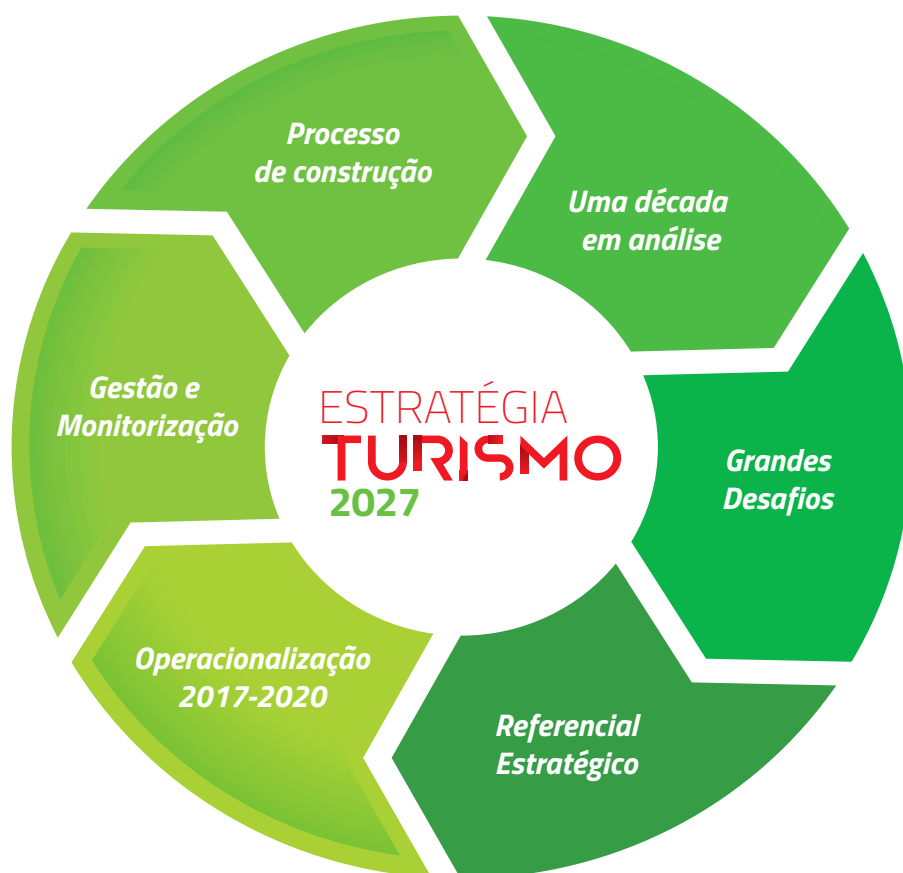 Processo
de construção
Uma década
em análise
Grandes
Desafios
Referencial
Estratégico
Operacionalização
2017-2020
Gestão e
Monitorização
ESTRATÉGIA
TURISMO
2027